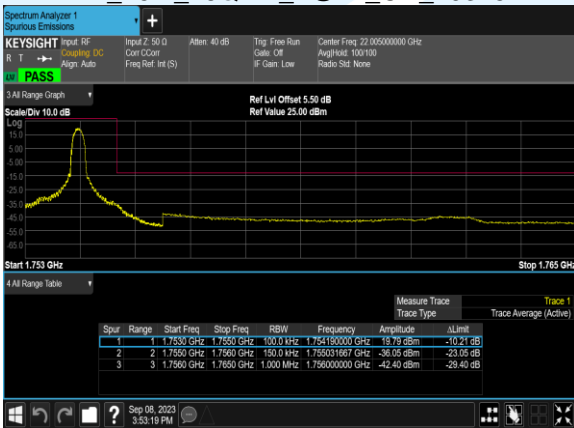 Spectrum Analyzer 1
Spurious Emissions
KEYSIGHT Input: RF Input Z: 50 Ω Atten: 40 dB Trig: Free Run Center Freq: 22.005000000 GHz
R T Coupling: DC Corr CCorr Gate: Off Avg|Hold: 100/100
Align: Auto Freq Ref: Int (S) IF Gain: Low Radio Std: None
PASS
3 All Range Graph
Ref Lvl Offset 5.50 dB
Scale/Div 10.0 dB Ref Value 25.00 dBm
Log
15.0
5.00
-5.00
-15.0
-25.0
-35.0
-45.0
-55.0
-65.0
Start 1.753 GHz Stop 1.765 GHz
4 All Range Table
Measure Trace Trace 1
Trace Type Trace Average (Active)
Spur Range Start Freq Stop Freq RBW Frequency Amplitude ΔLimit
1 1 1.7530 GHz 1.7550 GHz 100.0 kHz 1.754190000 GHz 19.79 dBm -10.21 dB
2 2 1.7550 GHz 1.7560 GHz 150.0 kHz 1.755031667 GHz -36.05 dBm -23.05 dB
3 3 1.7560 GHz 1.7650 GHz 1.000 MHz 1.756000000 GHz -42.40 dBm -29.40 dB
Sep 08, 2023
3:53:19 PM